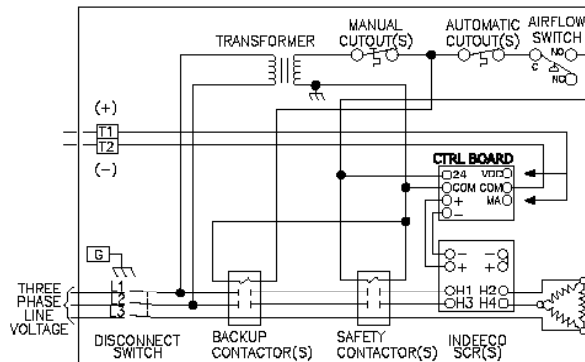 TRANSFORMER
MANUAL
CUTOUT(S)
AUTOMATIC
CUTOUT(S)
AIRFLOW
SWITCH
NO
C
NC
(+)
T1
T2
(-)
CTRL BOARD
24 VDC
COM COM
+ MA
-
G
- -
+ +
H1 H2
H3 H4
THREE
PHASE
LINE
VOLTAGE
L1
L2
L3
DISCONNECT
SWITCH
BACKUP
CONTACTOR(S)
SAFETY
CONTACTOR(S)
INDEECO
SCR(S)